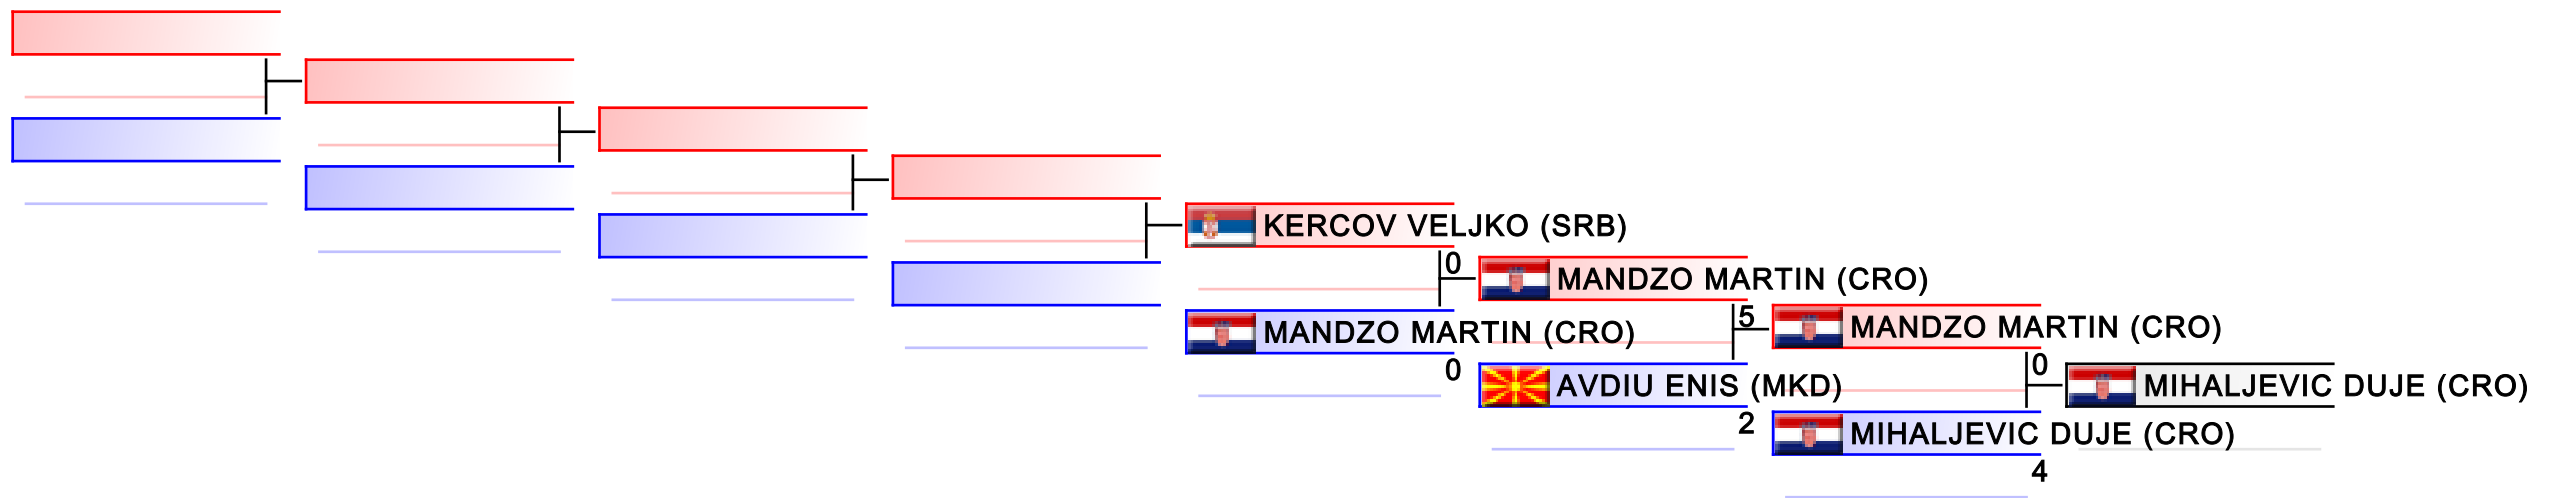 KERCOV VELJKO (SRB)
0
MANDZO MARTIN (CRO)
MANDZO MARTIN (CRO)
0
5
AVDIU ENIS (MKD)
2
MANDZO MARTIN (CRO)
0
MIHALJEVIC DUJE (CRO)
4
MIHALJEVIC DUJE (CRO)